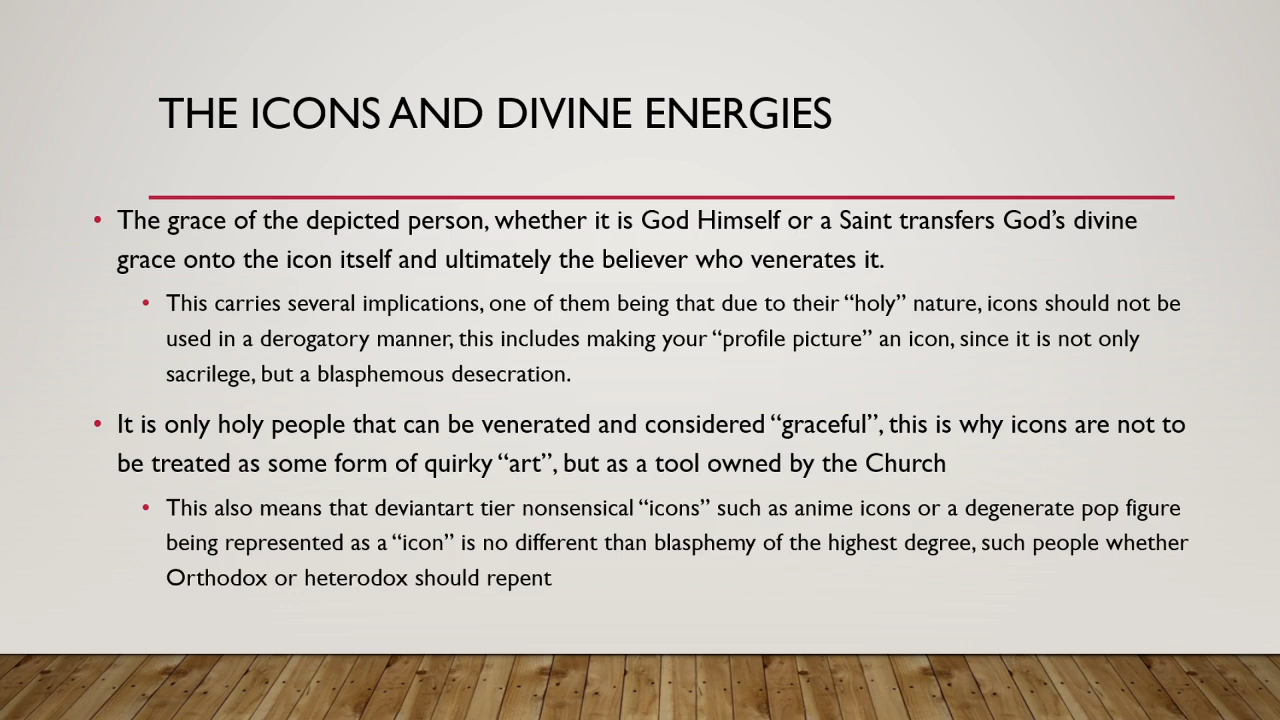 THE ICONS AND DIVINE ENERGIES
• The grace of the depicted person, whether it is God Himself or a Saint transfers God’s divine
grace onto the icon itself and ultimately the believer who venerates it.
• This carries several implications, one of them being that due to their “holy” nature, icons should not be
used in a derogatory manner, this includes making your “profile picture” an icon, since it is not only
sacrilege, but a blasphemous desecration.
• It is only holy people that can be venerated and considered “graceful”, this is why icons are not to
be treated as some form of quirky “art”, but as a tool owned by the Church
• This also means that deviantart tier nonsensical “icons” such as anime icons or a degenerate pop figure
being represented as a “icon” is no different than blasphemy of the highest degree, such people whether
Orthodox or heterodox should repent